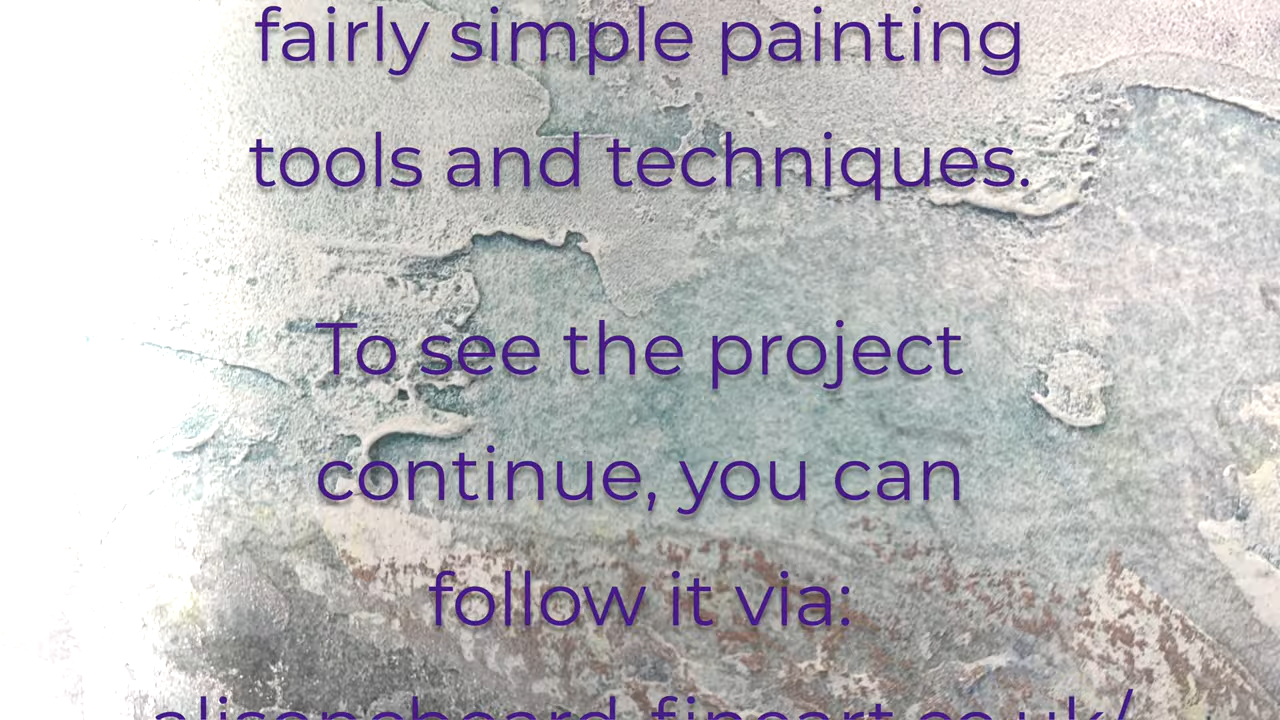 fairly simple painting
tools and techniques.
To see the project
continue, you can
follow it via: